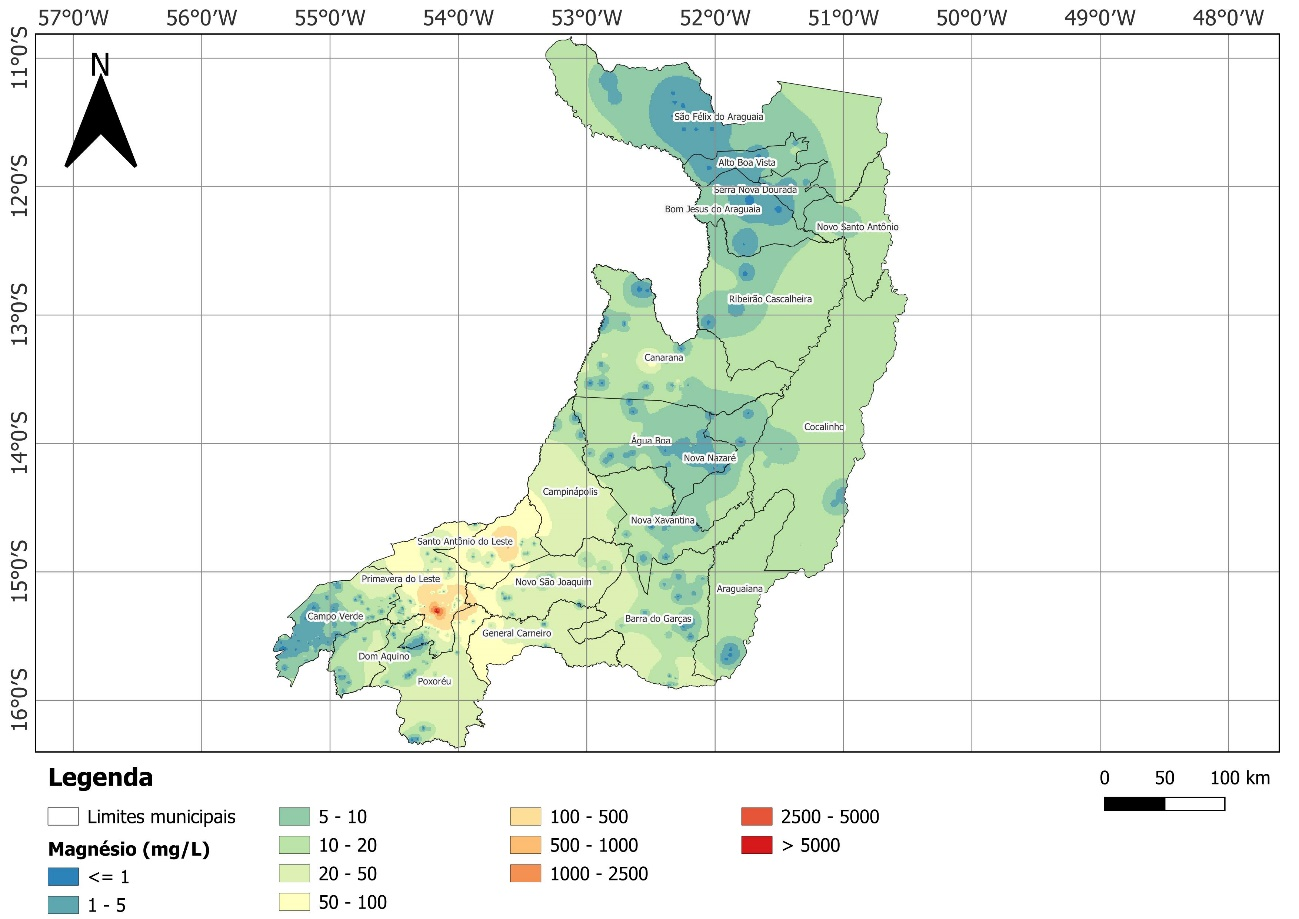 57°0'W 56°0'W 55°0'W 54°0'W 53°0'W 52°0'W 51°0'W 50°0'W 49°0'W 48°0'W
11°0'S
N
São Félix do Araguaia
Alto Boa Vista
12°0'S
Serra Nova Dourada
Bom Jesus do Araguaia
Novo Santo Antônio
Ribeirão Cascalheira
13°0'S
Canarana
Cocalinho
14°0'S
Água Boa
Nova Nazaré
Campinápolis
Nova Xavantina
Santo Antônio do Leste
15°0'S
Primavera do Leste
Novo São Joaquim
Araguaiana
Campo Verde
Barra do Garças
General Carneiro
Dom Aquino
Poxoréu
16°0'S
Legenda
Limites municipais
Magnésio (mg/L)
<= 1
1 - 5
5 - 10
10 - 20
20 - 50
50 - 100
100 - 500
500 - 1000
1000 - 2500
2500 - 5000
> 5000
0 50 100 km